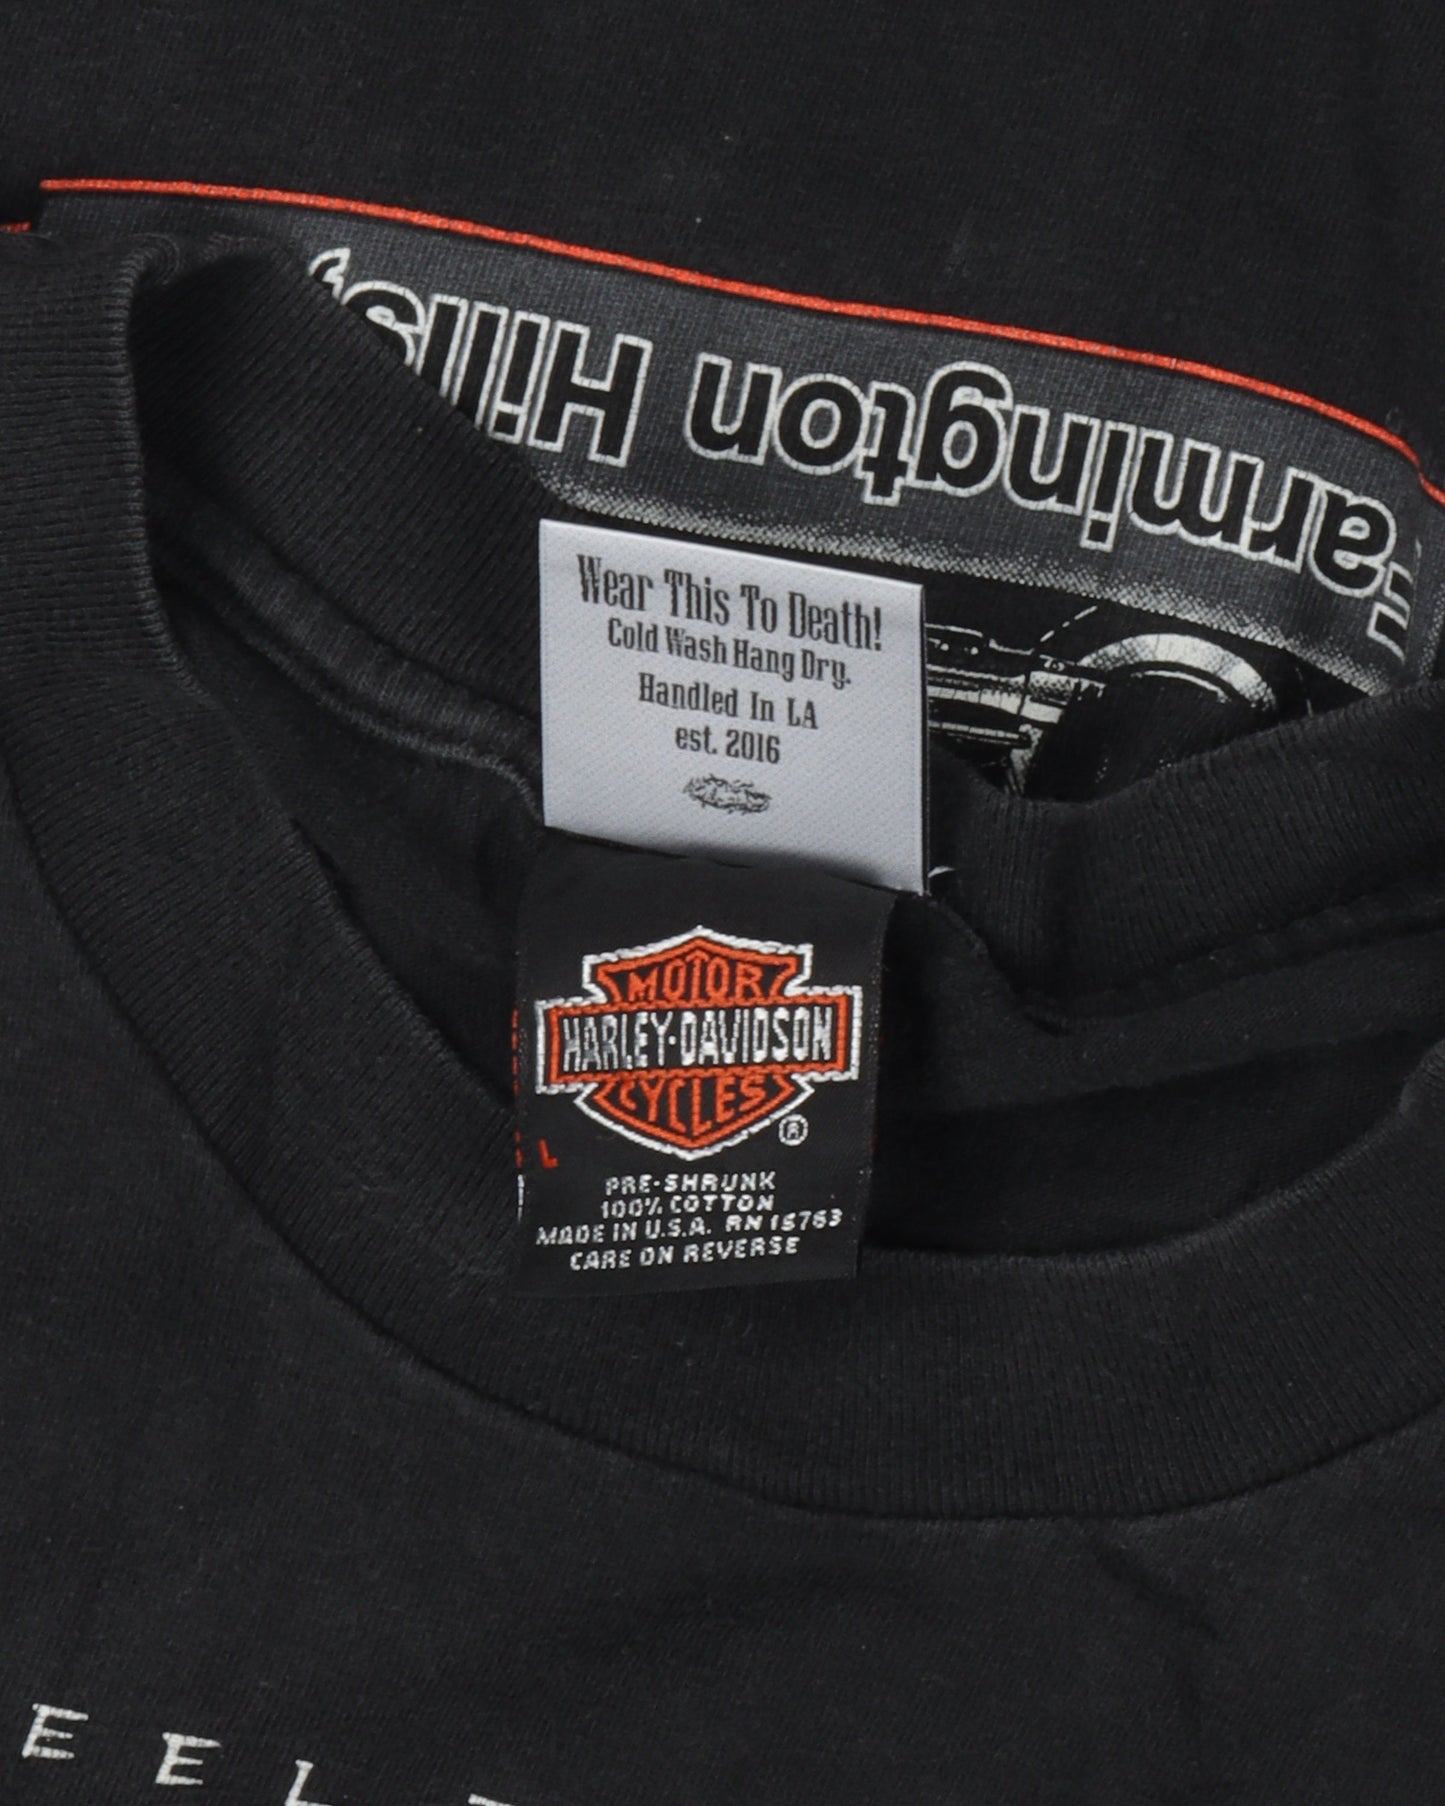 Farmington Hills,
Wear This To Death!
Cold Wash Hang Dry.
Handled In LA
est. 2016
MOTOR
HARLEY-DAVIDSON
CYCLES
®
L
PRE-SHRUNK
100% COTTON
MADE IN U.S.A. RN 15763
CARE ON REVERSE
E E L